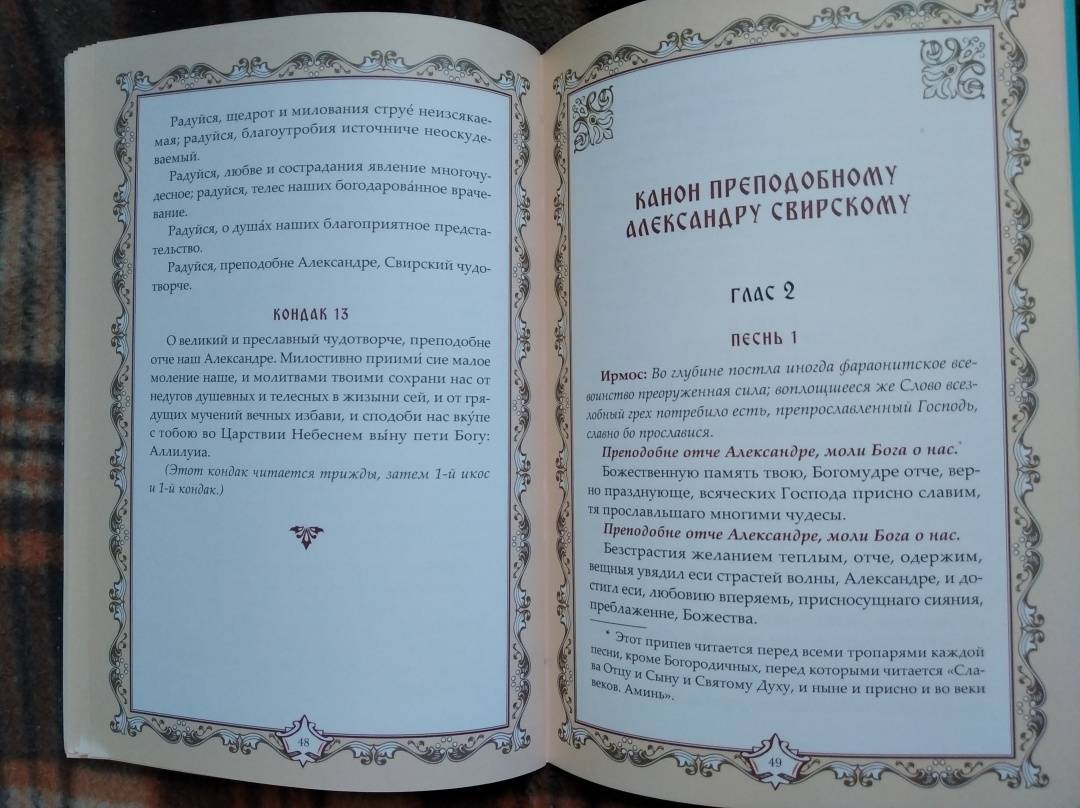 Радуйся, щедрот и милования струе́ неизсякае-
мая; радуйся, благоутробия источниче неоскуде-
ваемый.
Радуйся, любве и сострадания явление многочу-
десное; радуйся, телес наших богодарова́нное враче-
вание.
Радуйся, о душа́х наших благоприятное предста-
тельство.
Радуйся, преподобне Александре, Свирский чудо-
творче.
КОНДАК 13
О великий и преславный чудотворче, преподобне
отче наш Александре. Милостивно приими́ сие малое
моление наше, и молитвами твоими сохрани нас от
недугов душевных и телесных в жизыни сей, и от гря-
дущих мучений вечных избави, и сподоби нас вку́пе
с тобою во Царствии Небеснем вы́ну пети Богу:
Аллилуиа.
(Этот кондак читается трижды, затем 1-й икос
и 1-й кондак.)
48
КАНОН ПРЕПОДОБНОМУ
АЛЕКСАНДРУ СВИРСКОМУ
ГЛАС 2
ПЕСНЬ 1
Ирмос: Во глубине постла иногда фараонитское все-
воинство преоруженная сила; воплощшееся же Слово всез-
лобный грех потребило есть, препрославленный Господь,
славно бо прославися.
Преподобне отче Александре, моли Бога о нас.*
Божественную память твою, Богомудре отче, вер-
но празднующе, всяческих Господа присно славим,
тя прославльшаго многими чудесы.
Преподобне отче Александре, моли Бога о нас.
Безстрастия желанием теплым, отче, одержим,
вещныя увядил еси страстей волны, Александре, и до-
стигл еси, любовию вперяемь, присносущнаго сияния,
преблаженне, Божества.
* Этот припев читается перед всеми тропарями каждой
песни, кроме Богородичных, перед которыми читается «Сла-
ва Отцу и Сыну и Святому Духу, и ныне и присно и во веки
веков. Аминь».
49